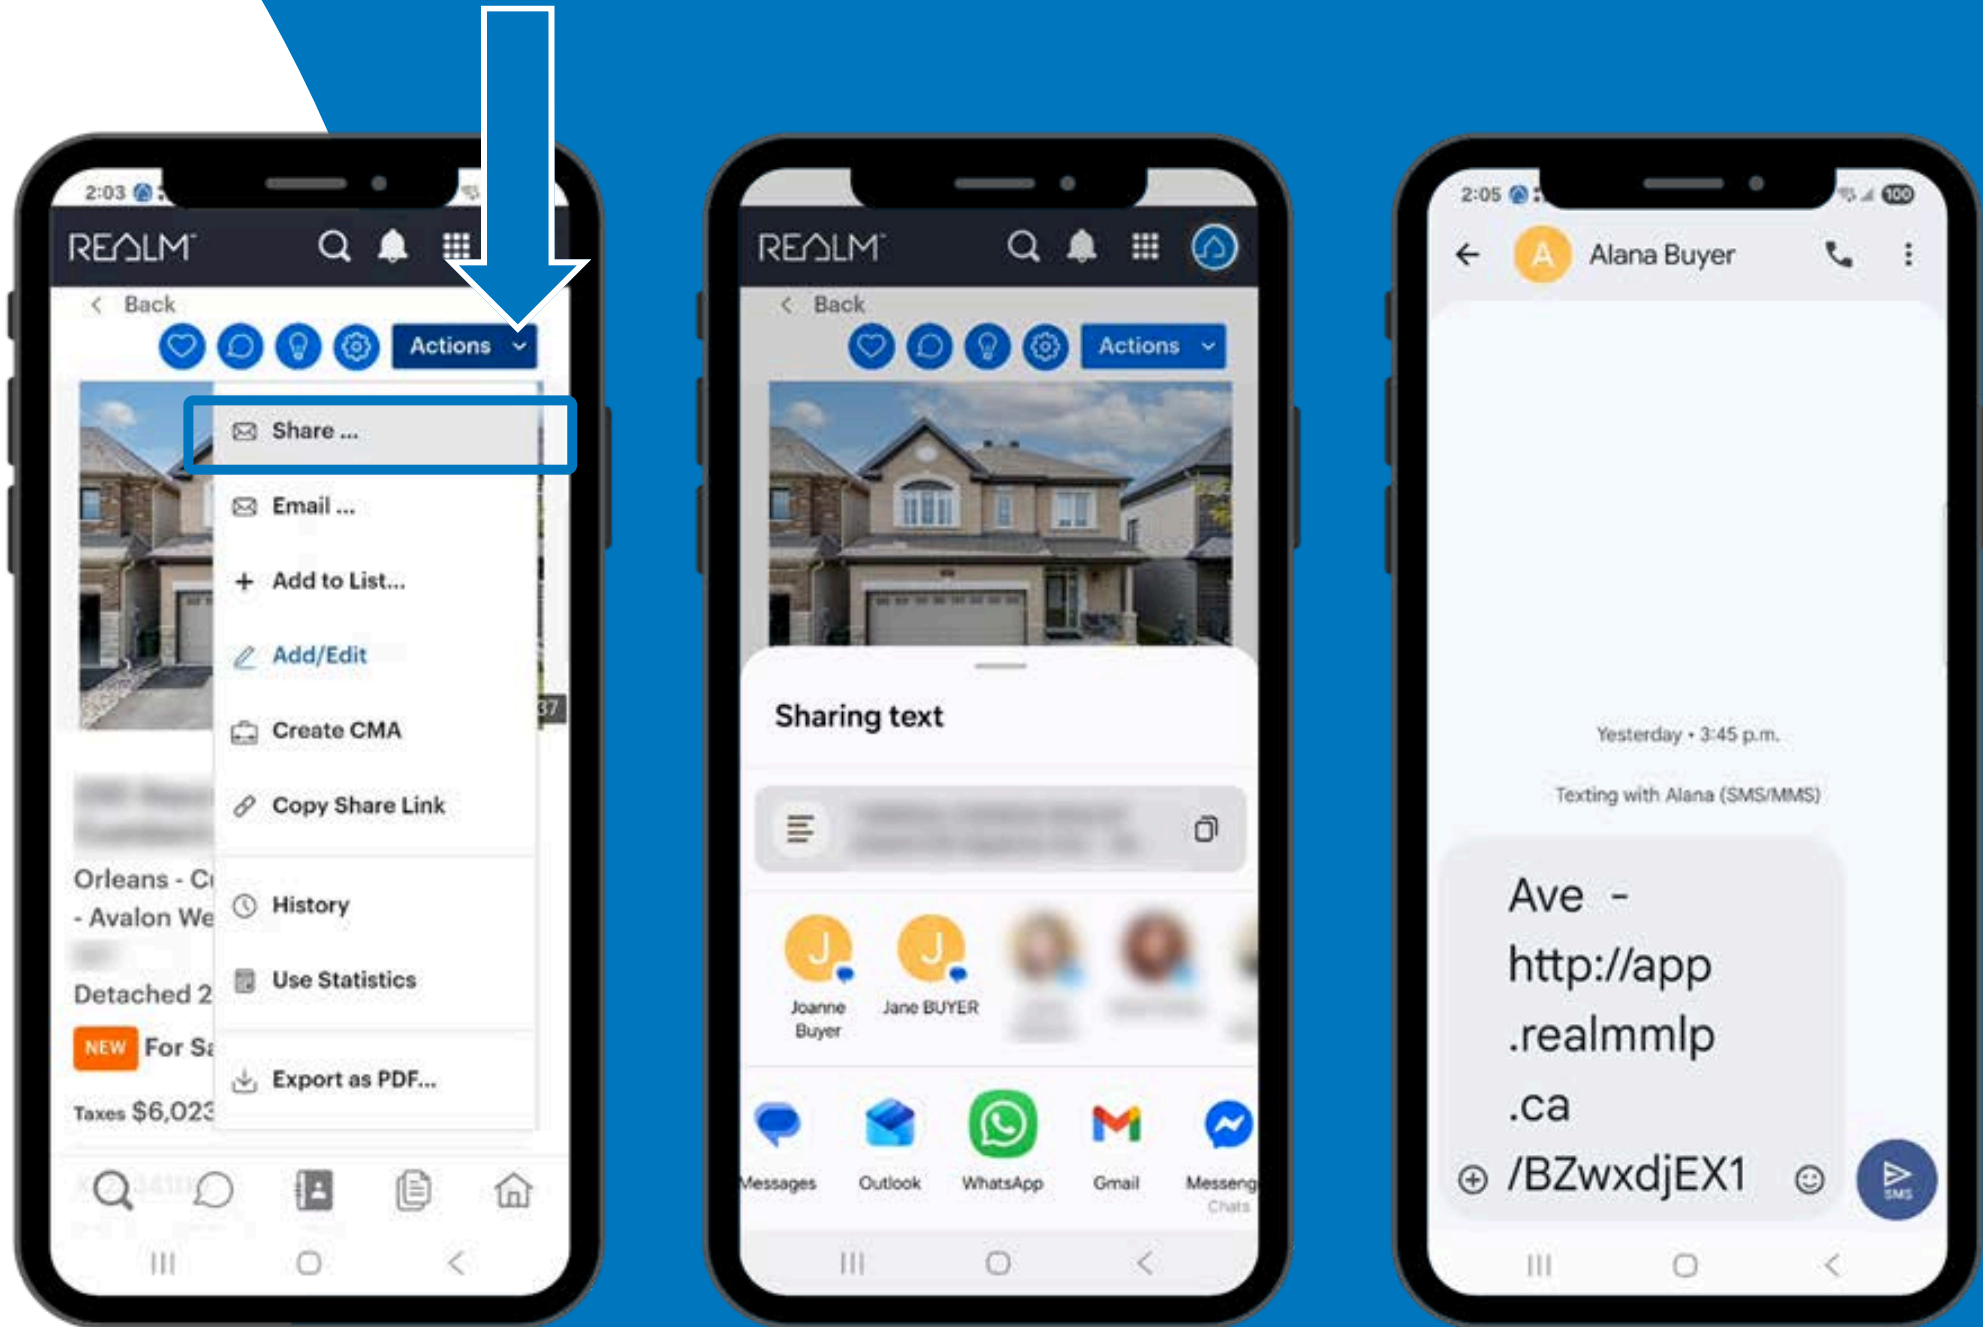 2:03
REALM
Back
Actions
Share ...
Email ...
Add to List...
Add/Edit
Create CMA
37
Copy Share Link
Orleans -
- Avalon
History
Detached
Use Statistics
NEW For
Export as PDF...
Taxes $6,023
REALM
Back
Actions
Sharing text
J
J
Joanne
Buyer
Jane BUYER
Messages
Outlook
WhatsApp
Gmail
Messeng
Chats
2:05
100
A
Alana Buyer
Yesterday • 3:45 p.m.
Texting with Alana (SMS/MMS)
Ave -
http://app
.realmmlp
.ca
/BZwxdjEX1
SMS